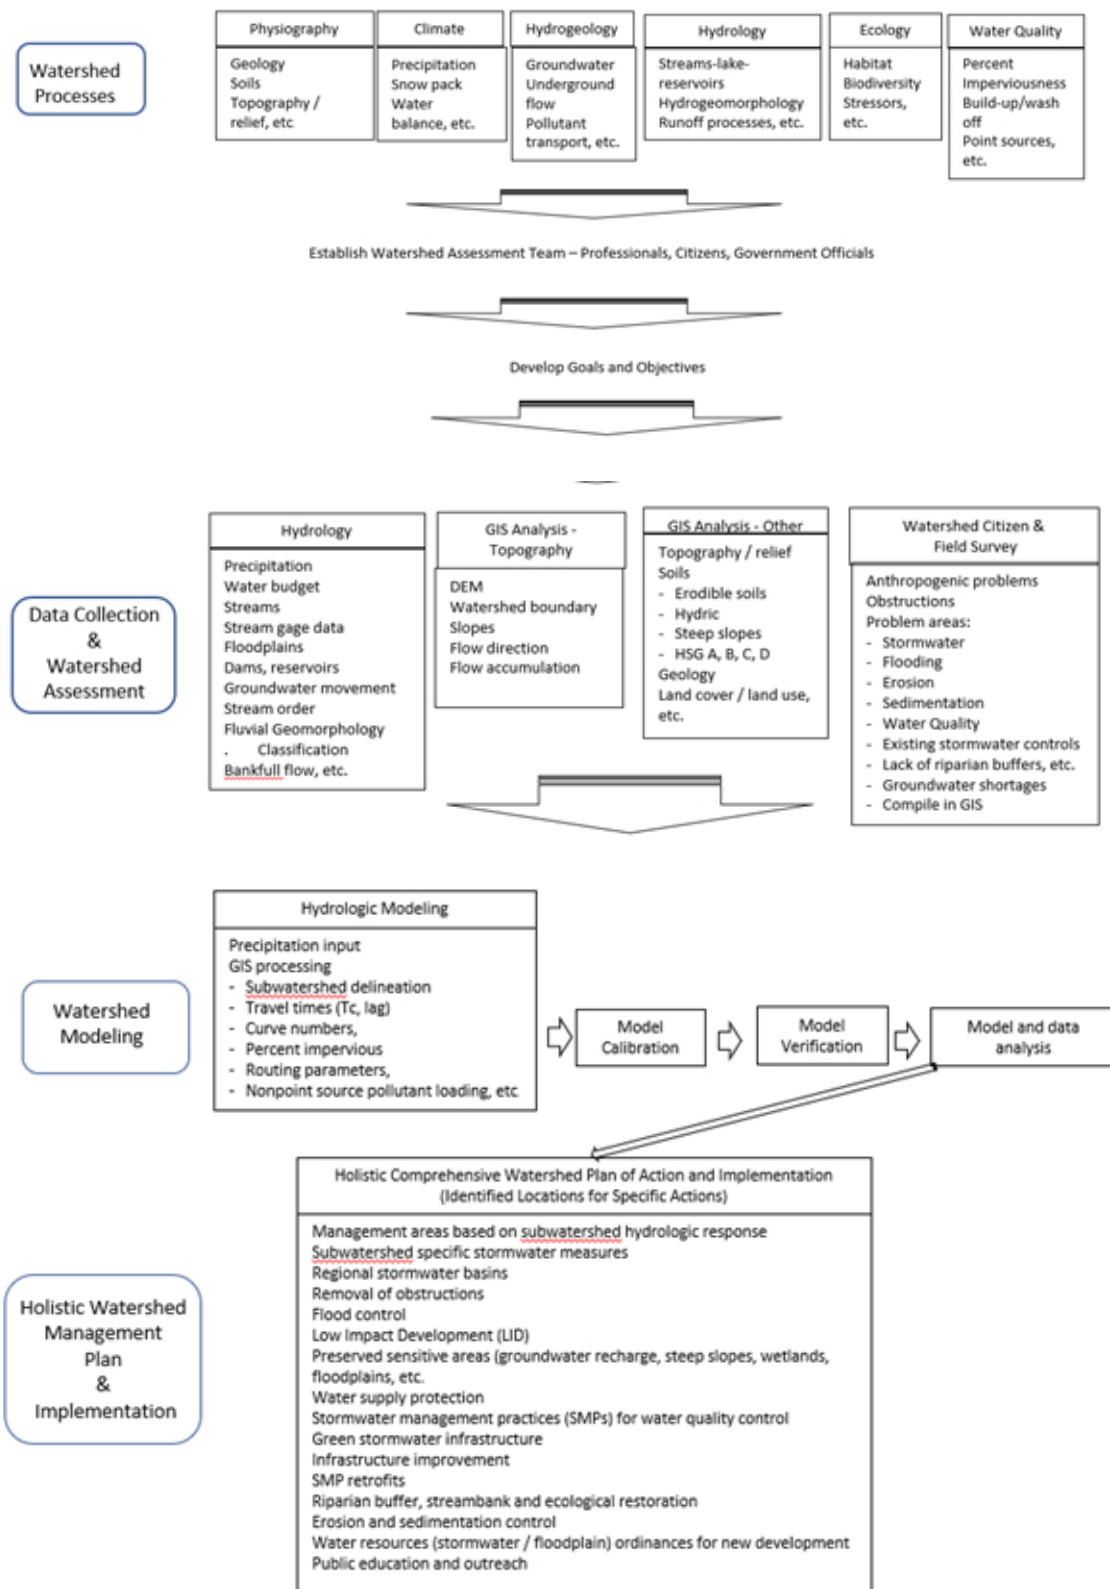 Watershed
Processes
Physiography
Geology
Soils
Topography /
relief, etc
Climate
Precipitation
Snow pack
Water
balance, etc.
Hydrogeology
Groundwater
Underground
flow
Pollutant
transport, etc.
Hydrology
Streams-lake-
reservoirs
Hydrogeomorphology
Runoff processes, etc.
Ecology
Habitat
Biodiversity
Stressors,
etc.
Water Quality
Percent
Imperviousness
Build-up/wash
off
Point sources,
etc.
Establish Watershed Assessment Team – Professionals, Citizens, Government Officials
Develop Goals and Objectives
Data Collection
&
Watershed
Assessment
Hydrology
Precipitation
Water budget
Streams
Stream gage data
Floodplains
Dams, reservoirs
Groundwater movement
Stream order
Fluvial Geomorphology
. Classification
Bankfull flow, etc.
GIS Analysis -
Topography
DEM
Watershed boundary
Slopes
Flow direction
Flow accumulation
GIS Analysis - Other
Topography / relief
Soils
- Erodible soils
- Hydric
- Steep slopes
- HSG A, B, C, D
Geology
Land cover / land use,
etc.
Watershed Citizen &
Field Survey
Anthropogenic problems
Obstructions
Problem areas:
- Stormwater
- Flooding
- Erosion
- Sedimentation
- Water Quality
- Existing stormwater controls
- Lack of riparian buffers, etc.
- Groundwater shortages
- Compile in GIS
Watershed
Modeling
Hydrologic Modeling
Precipitation input
GIS processing
- Subwatershed delineation
- Travel times (Tc, lag)
- Curve numbers,
- Percent impervious
- Routing parameters,
- Nonpoint source pollutant loading, etc
Model
Calibration
Model
Verification
Model and data
analysis
Holistic Watershed
Management
Plan
&
Implementation
Holistic Comprehensive Watershed Plan of Action and Implementation
(Identified Locations for Specific Actions)
Management areas based on subwatershed hydrologic response
Subwatershed specific stormwater measures
Regional stormwater basins
Removal of obstructions
Flood control
Low Impact Development (LID)
Preserved sensitive areas (groundwater recharge, steep slopes, wetlands,
floodplains, etc.
Water supply protection
Stormwater management practices (SMPs) for water quality control
Green stormwater infrastructure
Infrastructure improvement
SMP retrofits
Riparian buffer, streambank and ecological restoration
Erosion and sedimentation control
Water resources (stormwater / floodplain) ordinances for new development
Public education and outreach